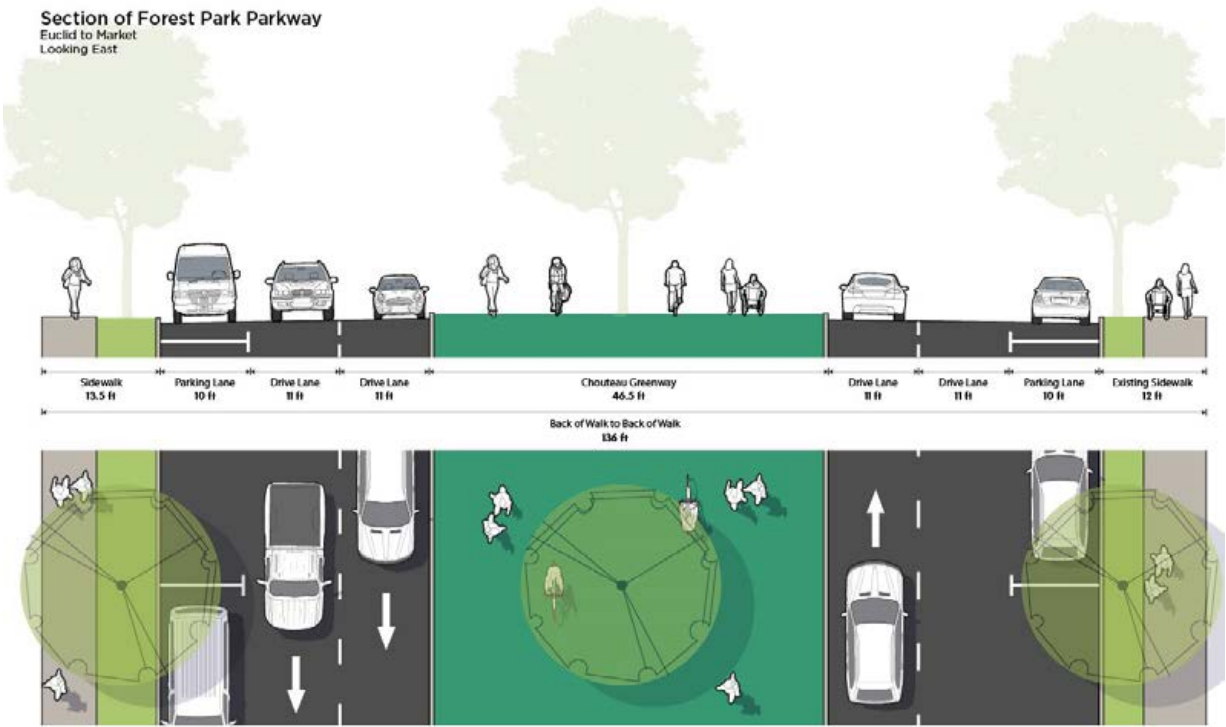 Section of Forest Park Parkway
Euclid to Market
Looking East
Sidewalk
13.5 ft
Parking Lane
10 ft
Drive Lane
11 ft
Drive Lane
11 ft
Chouteau Greenway
46.5 ft
Drive Lane
11 ft
Drive Lane
11 ft
Parking Lane
10 ft
Existing Sidewalk
12 ft
Back of Walk to Back of Walk
136 ft